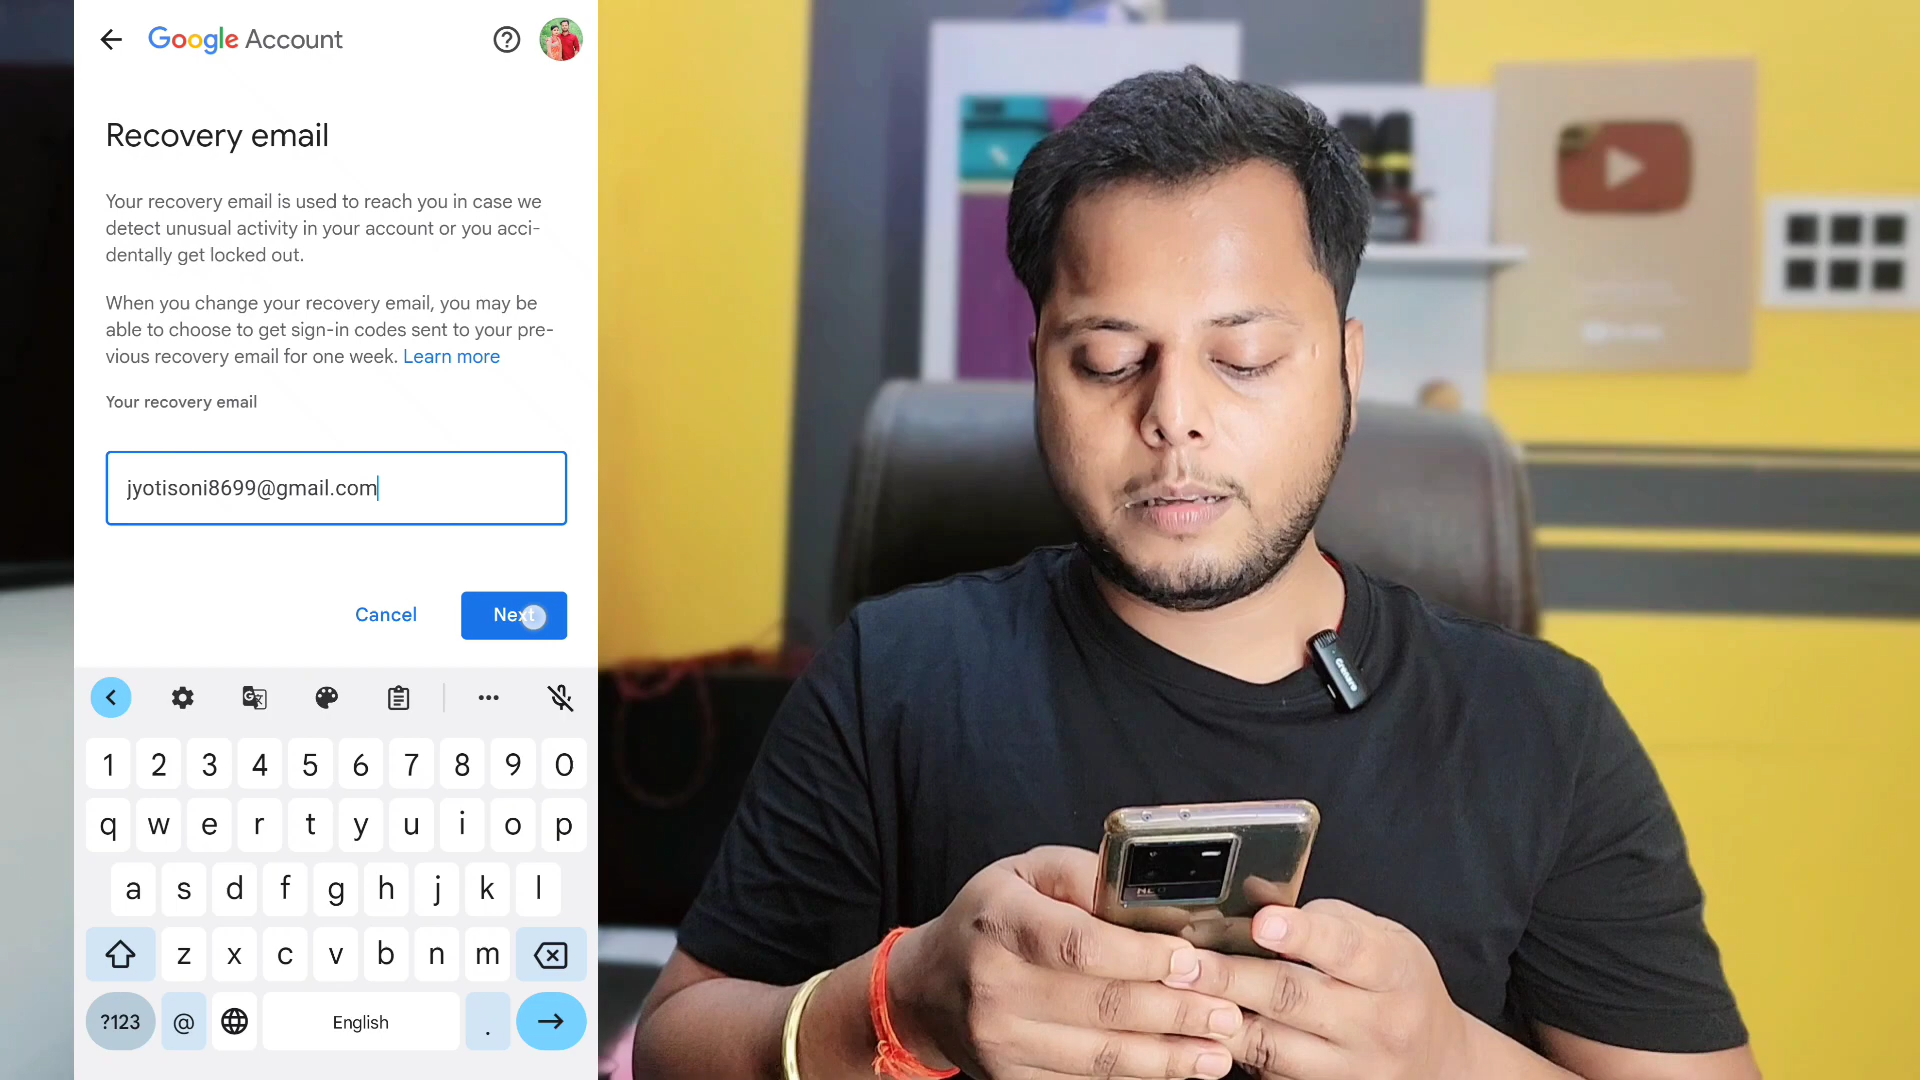 Google Account
Recovery email
Your recovery email is used to reach you in case we
detect unusual activity in your account or you acci-
dentally get locked out.
When you change your recovery email, you may be
able to choose to get sign-in codes sent to your pre-
vious recovery email for one week. Learn more
Your recovery email
jyotisoni8699@gmail.com
Cancel Next
1 2 3 4 5 6 7 8 9 0
q w e r t y u i o p
a s d f g h j k l
z x c v b n m
?123 @ English .